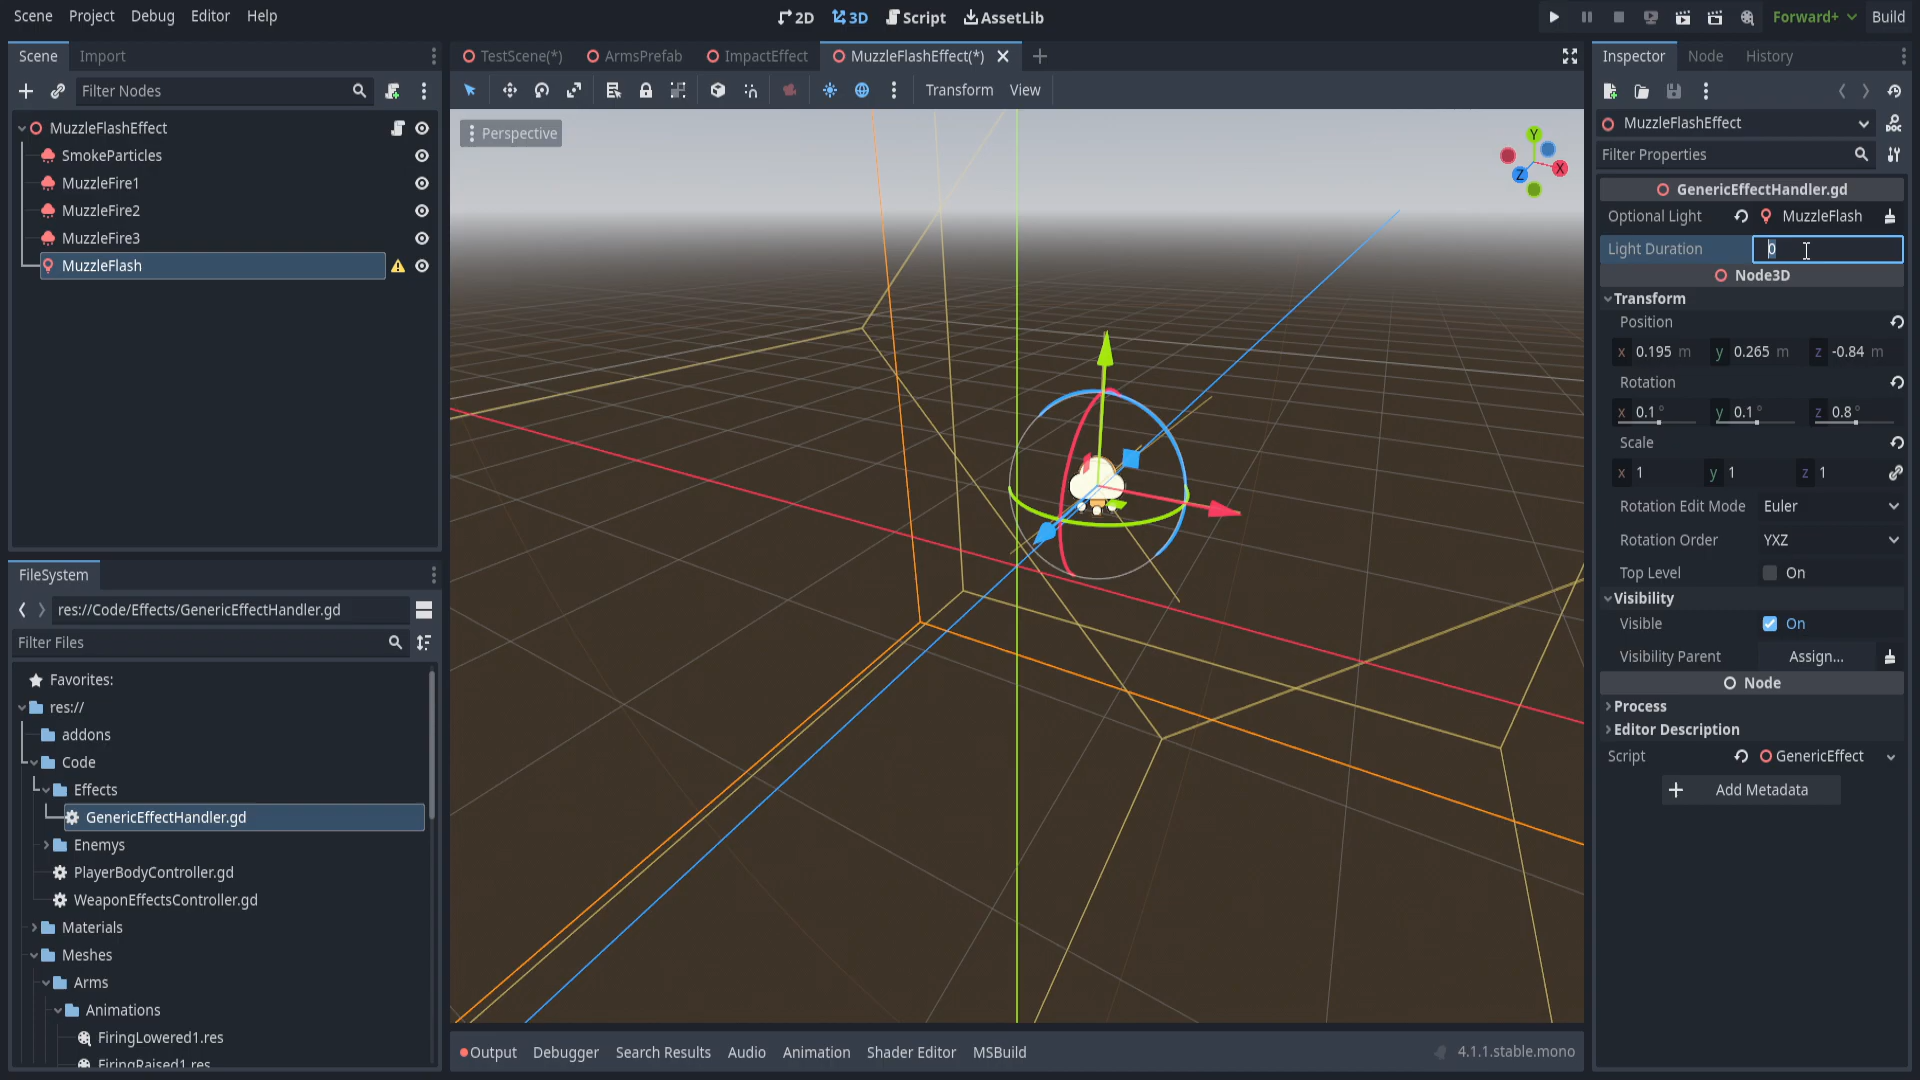 Scene Project Debug Editor Help
2D 3D Script AssetLib
Forward+ Build
Scene Import
Filter Nodes
MuzzleFlashEffect
SmokeParticles
MuzzleFire1
MuzzleFire2
MuzzleFire3
MuzzleFlash
FileSystem
res://Code/Effects/GenericEffectHandler.gd
Filter Files
Favorites:
res://
addons
Code
Effects
GenericEffectHandler.gd
Enemys
PlayerBodyController.gd
WeaponEffectsController.gd
Materials
Meshes
Arms
Animations
FiringLowered1.res
FiringRaised1.res
TestScene(*) ArmsPrefab ImpactEffect MuzzleFlashEffect(*)
Transform View
Perspective
Y
X
Z
Output Debugger Search Results Audio Animation Shader Editor MSBuild 4.1.1.stable.mono
Inspector Node History
MuzzleFlashEffect
Filter Properties
GenericEffectHandler.gd
Optional Light MuzzleFlash
Light Duration 0
Node3D
Transform
Position
x 0.195 m y 0.265 m z -0.84 m
Rotation
x 0.1 ° y 0.1 ° z 0.8 °
Scale
x 1 y 1 z 1
Rotation Edit Mode Euler
Rotation Order YXZ
Top Level On
Visibility
Visible On
Visibility Parent Assign...
Node
Process
Editor Description
Script GenericEffect
Add Metadata